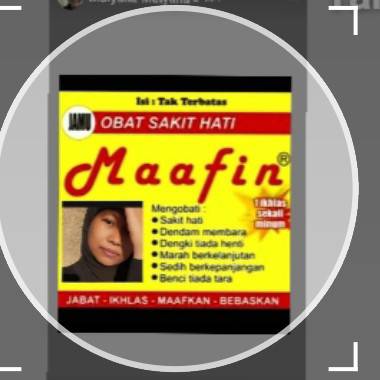 Isi : Tak Terbatas
JAMU
OBAT SAKIT HATI
Maafin®
1 ikhlas
sekali
minum
Mengobati :
• Sakit hati
• Dendam membara
• Dengki tiada henti
• Marah berkelanjutan
• Sedih berkepanjangan
• Benci tiada tara
JABAT - IKHLAS - MAAFKAN - BEBASKAN